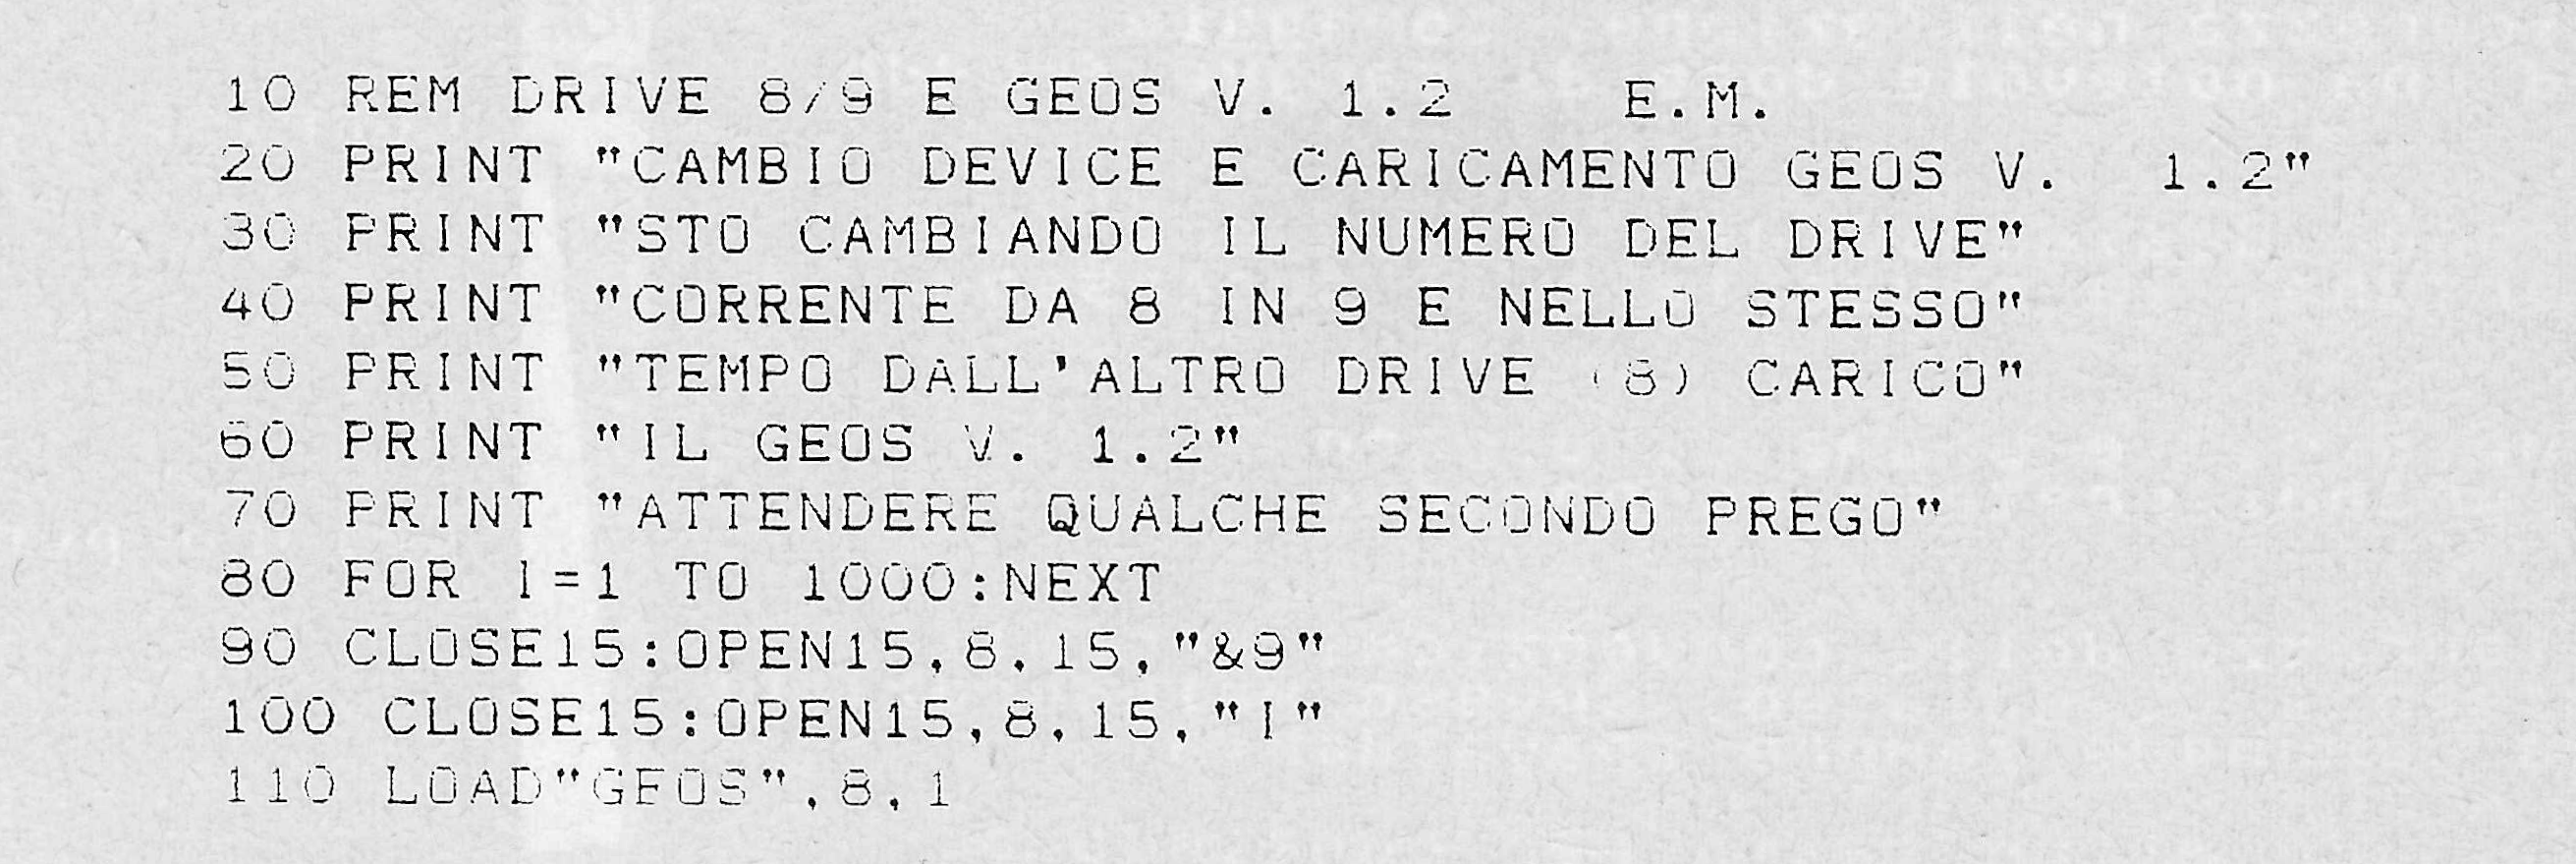 10 REM DRIVE 8/9 E GEOS V. 1.2    E.M.
20 PRINT "CAMBIO DEVICE E CARICAMENTO GEOS V.  1.2"
30 PRINT "STO CAMBIANDO IL NUMERO DEL DRIVE"
40 PRINT "CORRENTE DA 8 IN 9 E NELLO STESSO"
50 PRINT "TEMPO DALL'ALTRO DRIVE (8) CARICO"
60 PRINT "IL GEOS V. 1.2"
70 PRINT "ATTENDERE QUALCHE SECONDO PREGO"
80 FOR I=1 TO 1000:NEXT
90 CLOSE15:OPEN15,8,15,"&9"
100 CLOSE15:OPEN15,8,15,"I"
110 LOAD"GEOS",8,1